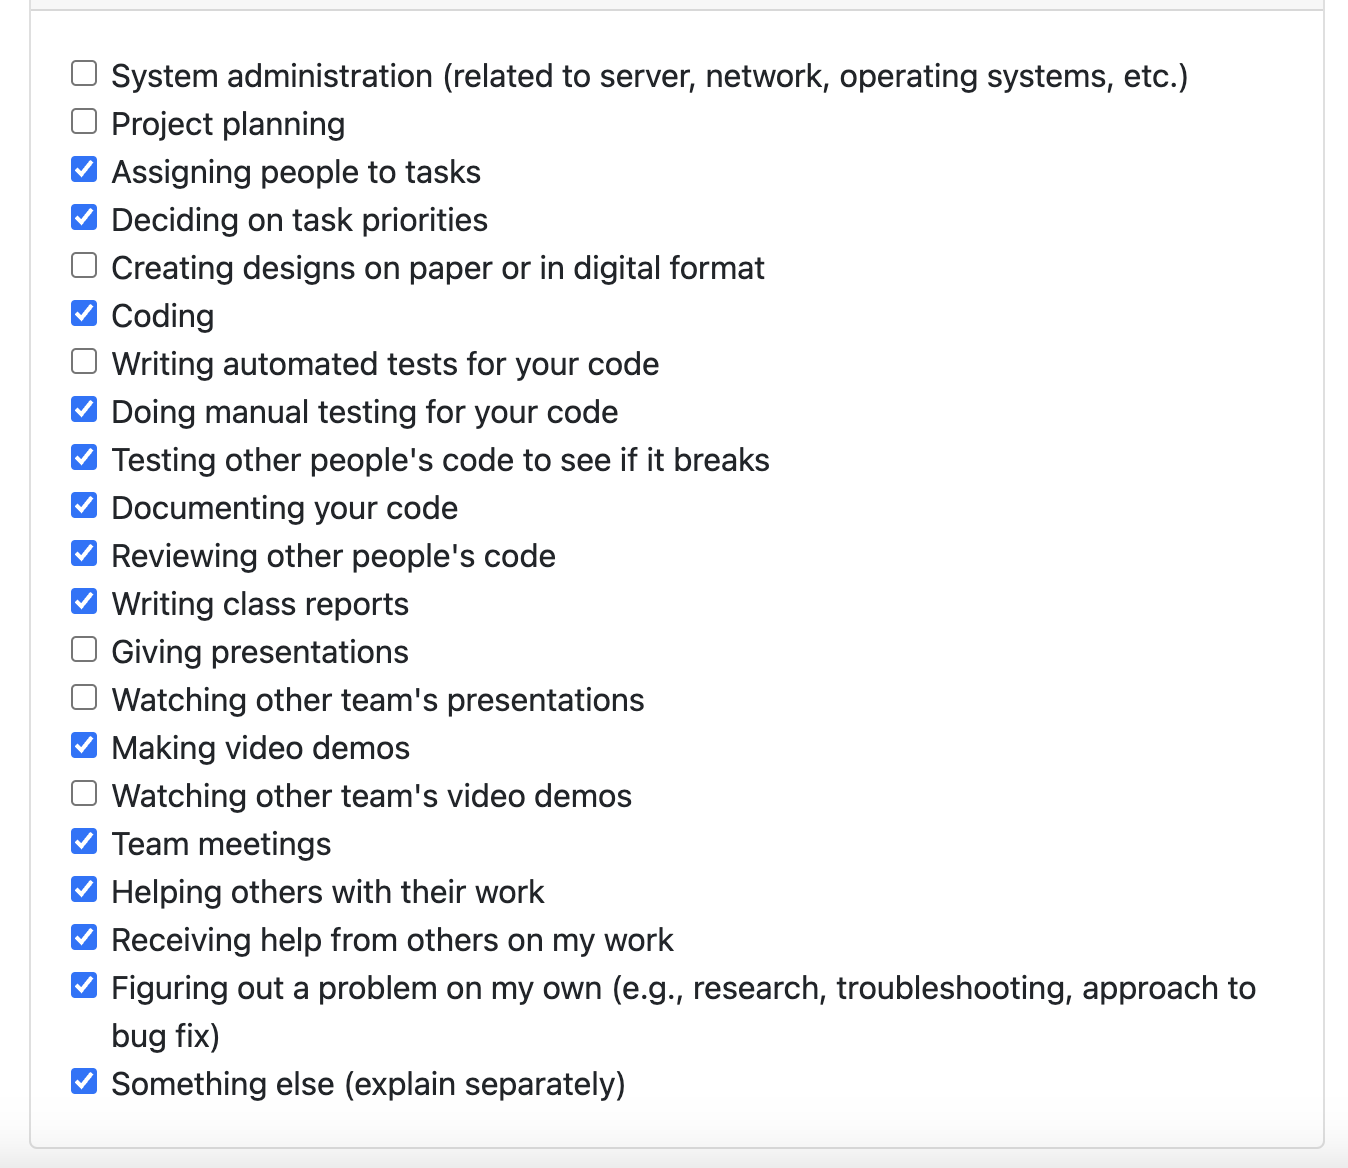 System administration (related to server, network, operating systems, etc.)
Project planning
Assigning people to tasks
Deciding on task priorities
Creating designs on paper or in digital format
Coding
Writing automated tests for your code
Doing manual testing for your code
Testing other people's code to see if it breaks
Documenting your code
Reviewing other people's code
Writing class reports
Giving presentations
Watching other team's presentations
Making video demos
Watching other team's video demos
Team meetings
Helping others with their work
Receiving help from others on my work
Figuring out a problem on my own (e.g., research, troubleshooting, approach to
bug fix)
Something else (explain separately)